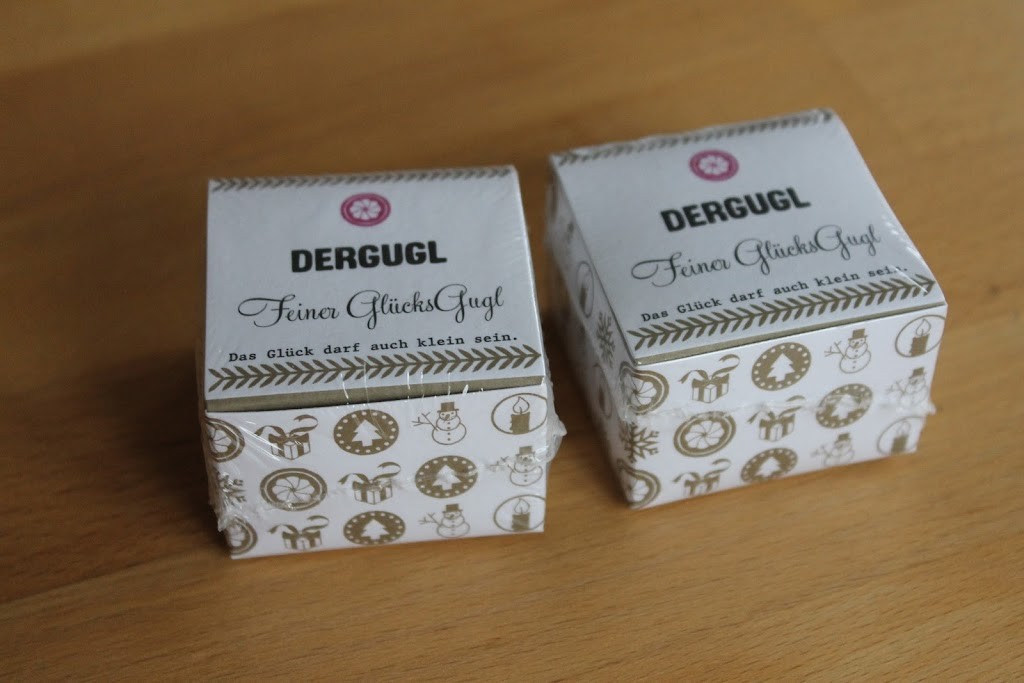 DERGUGL
Feiner GlücksGugl
Das Glück darf auch klein sein.
DERGUGL
Feiner GlücksGugl
Das Glück darf auch klein sein.